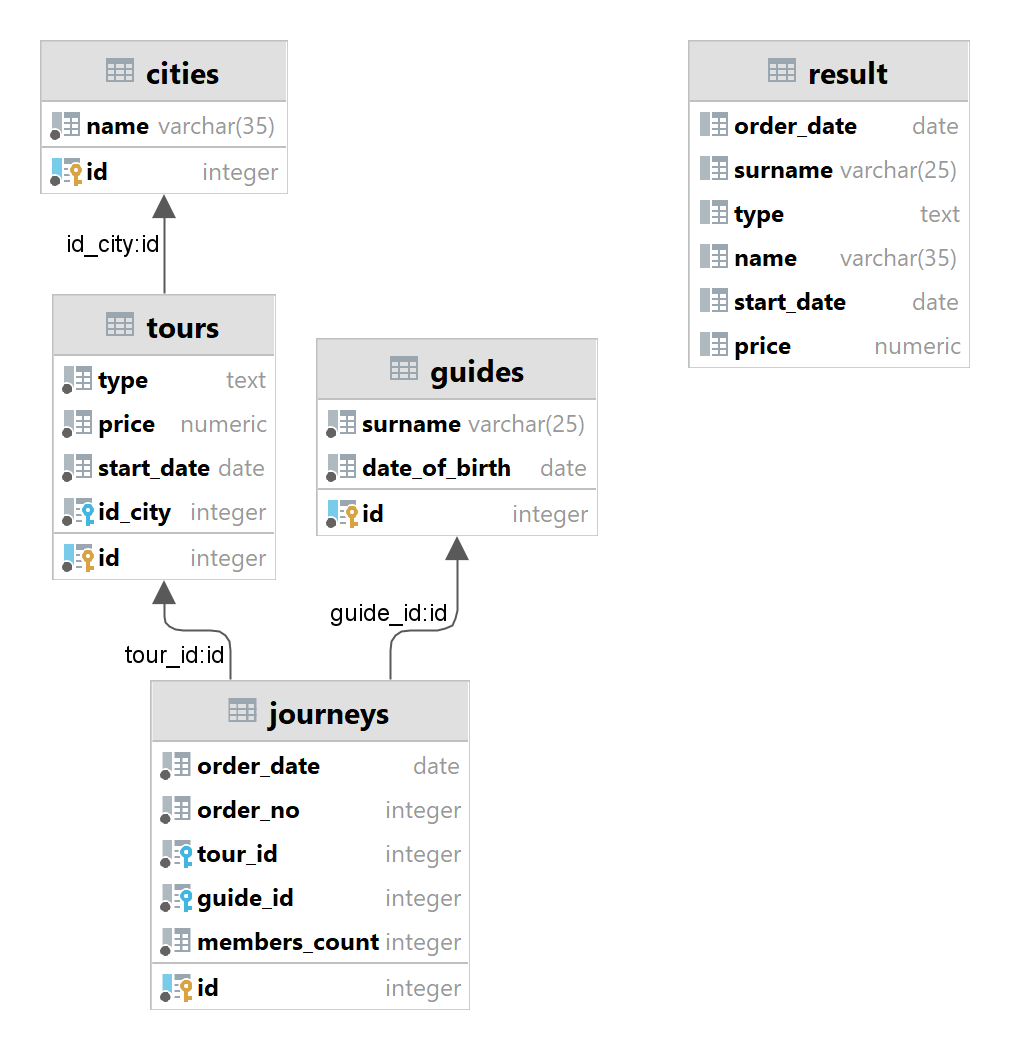 cities
name varchar(35)
id integer
id_city:id
tours
type text
price numeric
start_date date
id_city integer
id integer
guides
surname varchar(25)
date_of_birth date
id integer
tour_id:id
guide_id:id
journeys
order_date date
order_no integer
tour_id integer
guide_id integer
members_count integer
id integer
result
order_date date
surname varchar(25)
type text
name varchar(35)
start_date date
price numeric